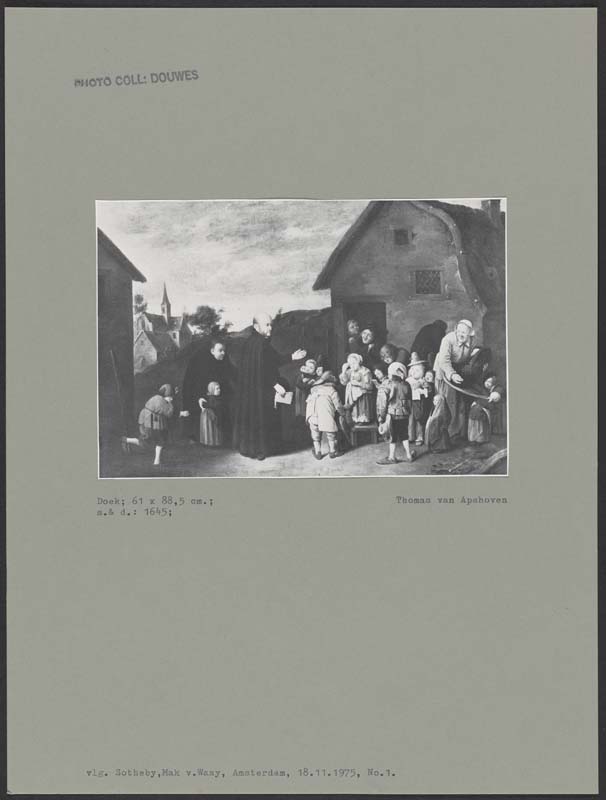 PHOTO COLL: DOUWES
Doek; 61 x 88,5 cm.;
s.& d.: 1645;
Thomas van Apshoven
vlg. Sotheby,Mak v.Waay, Amsterdam, 18.11.1975, No.1.